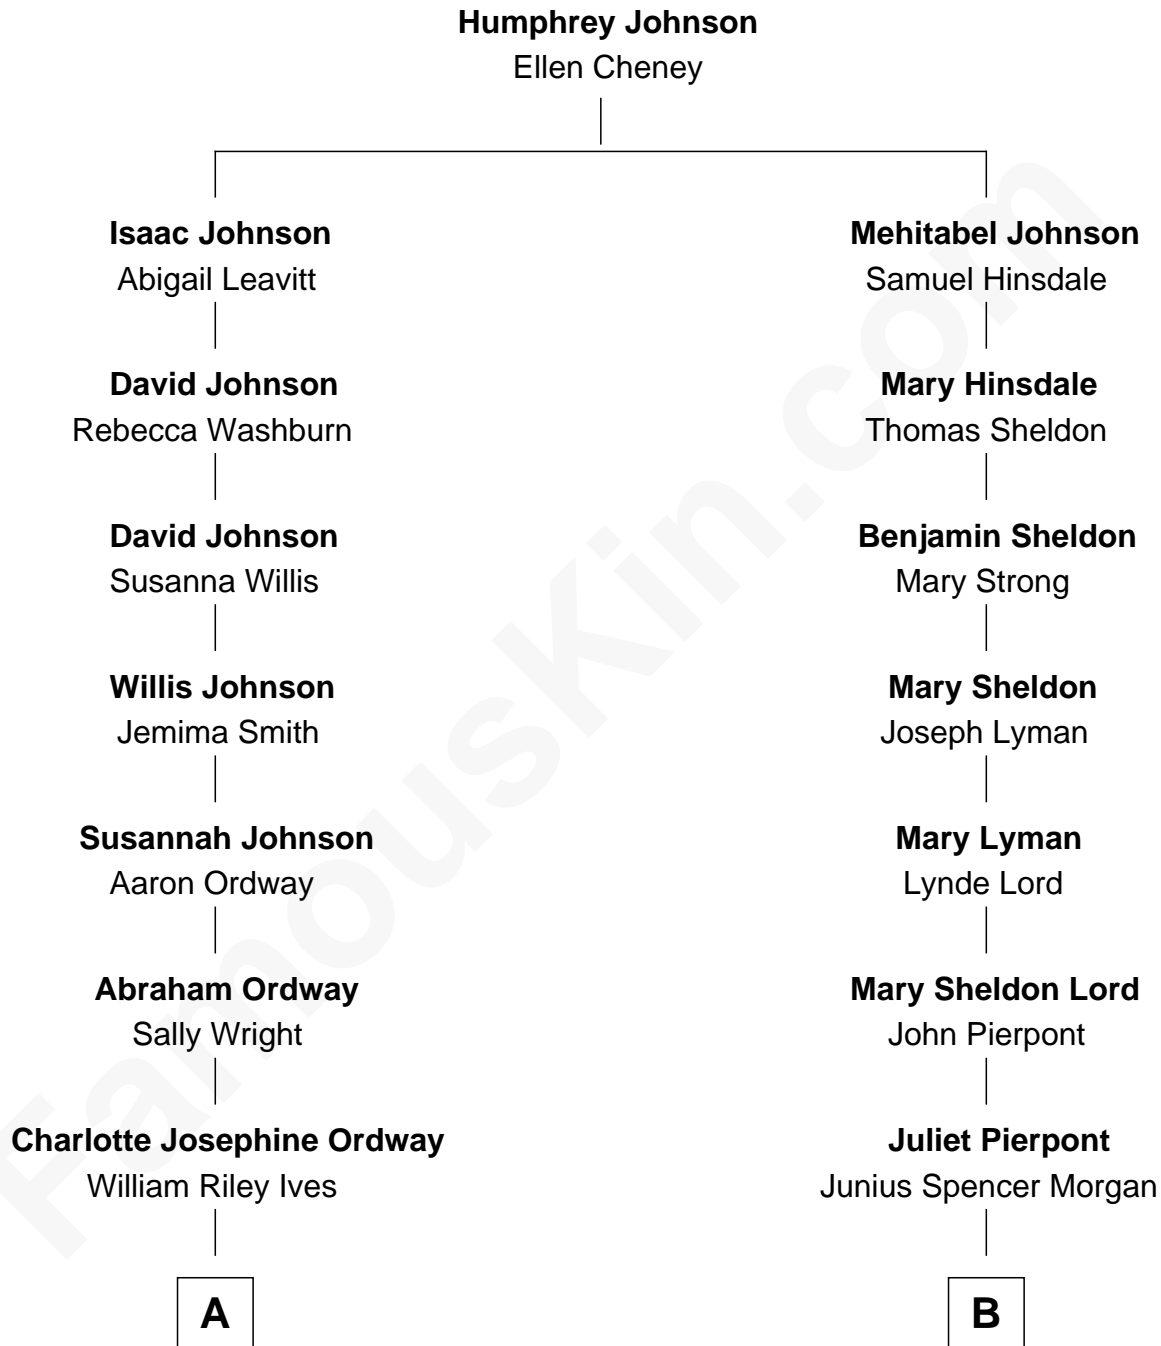 Humphrey Johnson
Ellen Cheney
Isaac Johnson
Abigail Leavitt
Mehitabel Johnson
Samuel Hinsdale
David Johnson
Rebecca Washburn
Mary Hinsdale
Thomas Sheldon
David Johnson
Susanna Willis
Benjamin Sheldon
Mary Strong
Willis Johnson
Jemima Smith
Mary Sheldon
Joseph Lyman
Susannah Johnson
Aaron Ordway
Mary Lyman
Lynde Lord
Abraham Ordway
Sally Wright
Mary Sheldon Lord
John Pierpont
Charlotte Josephine Ordway
William Riley Ives
Juliet Pierpont
Junius Spencer Morgan
A
B
FamousKin.com